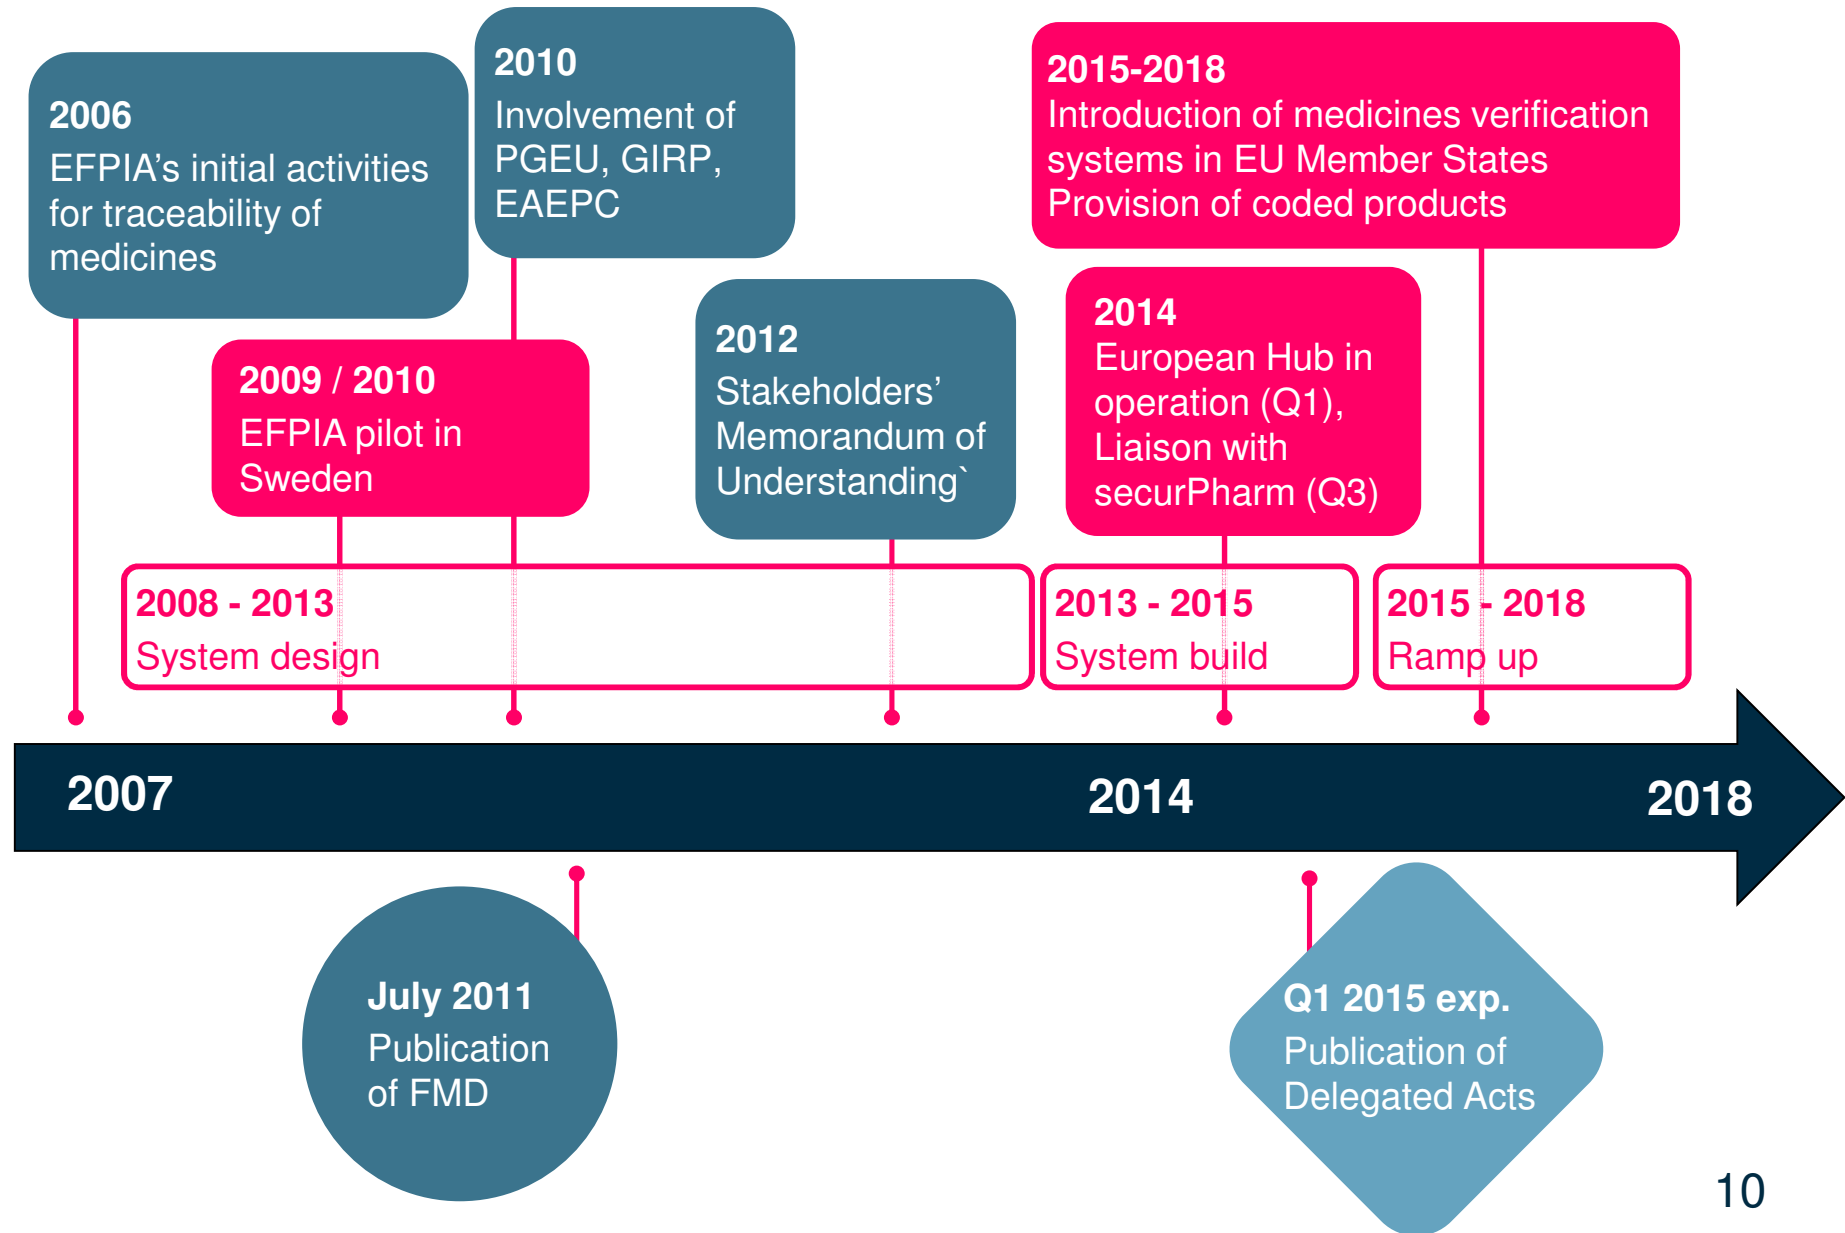 2006
EFPIA’s initial activities
for traceability of
medicines
2010
Involvement of
PGEU, GIRP,
EAEPC
2015-2018
Introduction of medicines verification
systems in EU Member States
Provision of coded products
2009 / 2010
EFPIA pilot in
Sweden
2012
Stakeholders’
Memorandum of
Understanding`
2014
European Hub in
operation (Q1),
Liaison with
securPharm (Q3)
2008 - 2013
System design
2013 - 2015
System build
2015 - 2018
Ramp up
2007
2014
2018
July 2011
Publication
of FMD
Q1 2015 exp.
Publication of
Delegated Acts
10